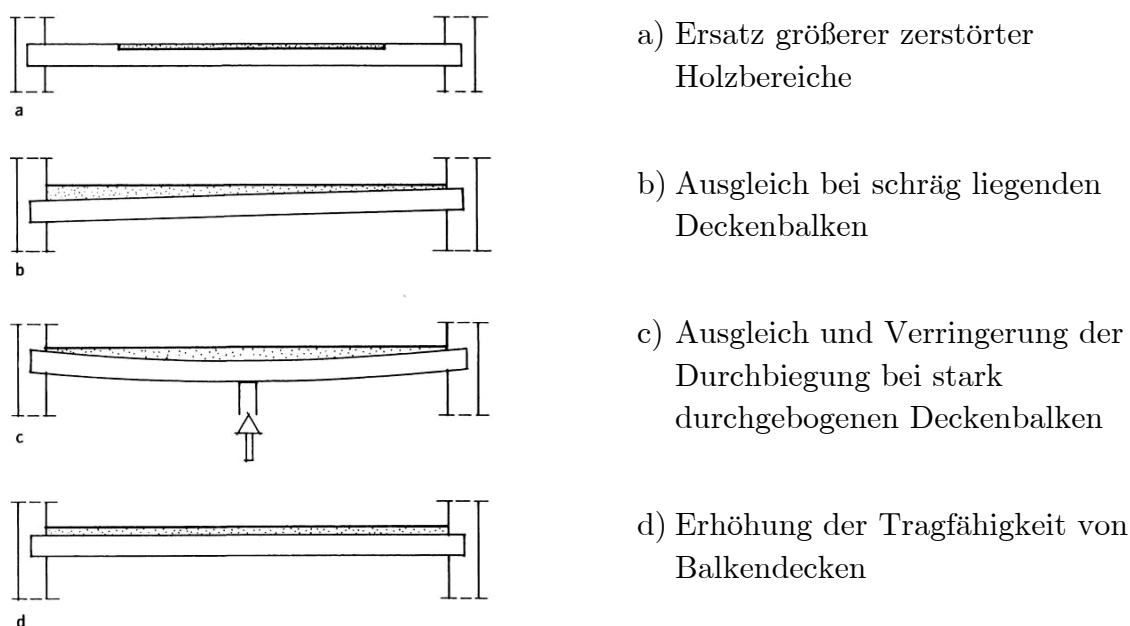 a
a) Ersatz größerer zerstörter
Holzbereiche
b
b) Ausgleich bei schräg liegenden
Deckenbalken
c
c) Ausgleich und Verringerung der
Durchbiegung bei stark
durchgebogenen Deckenbalken
d
d) Erhöhung der Tragfähigkeit von
Balkendecken